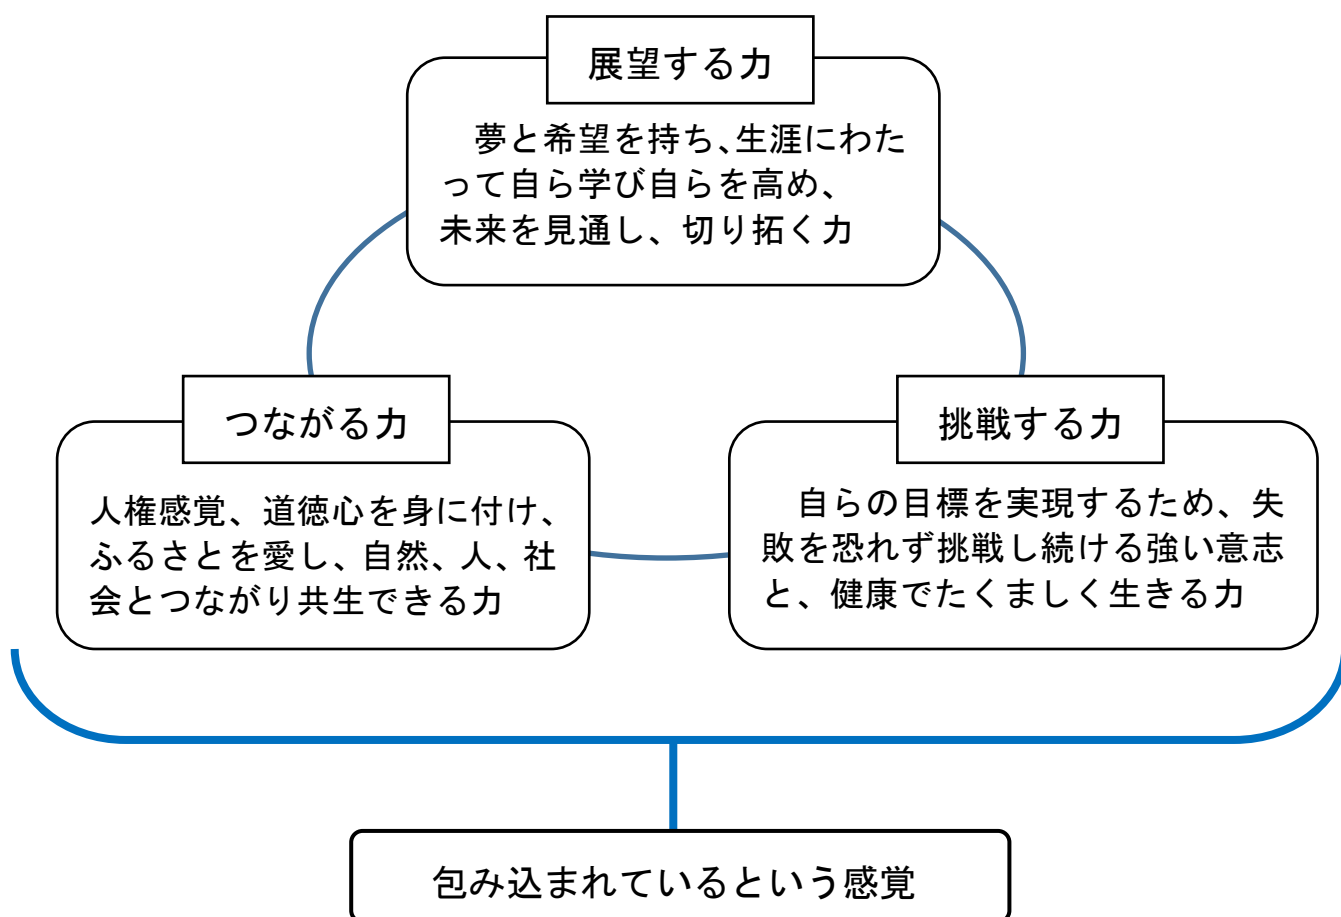 展望する力
　夢と希望を持ち、生涯にわた
って自ら学び自らを高め、
未来を見通し、切り拓く力
つながる力
人権感覚、道徳心を身に付け、
ふるさとを愛し、自然、人、社
会とつながり共生できる力
挑戦する力
　自らの目標を実現するため、失
敗を恐れず挑戦し続ける強い意志
と、健康でたくましく生きる力
包み込まれているという感覚